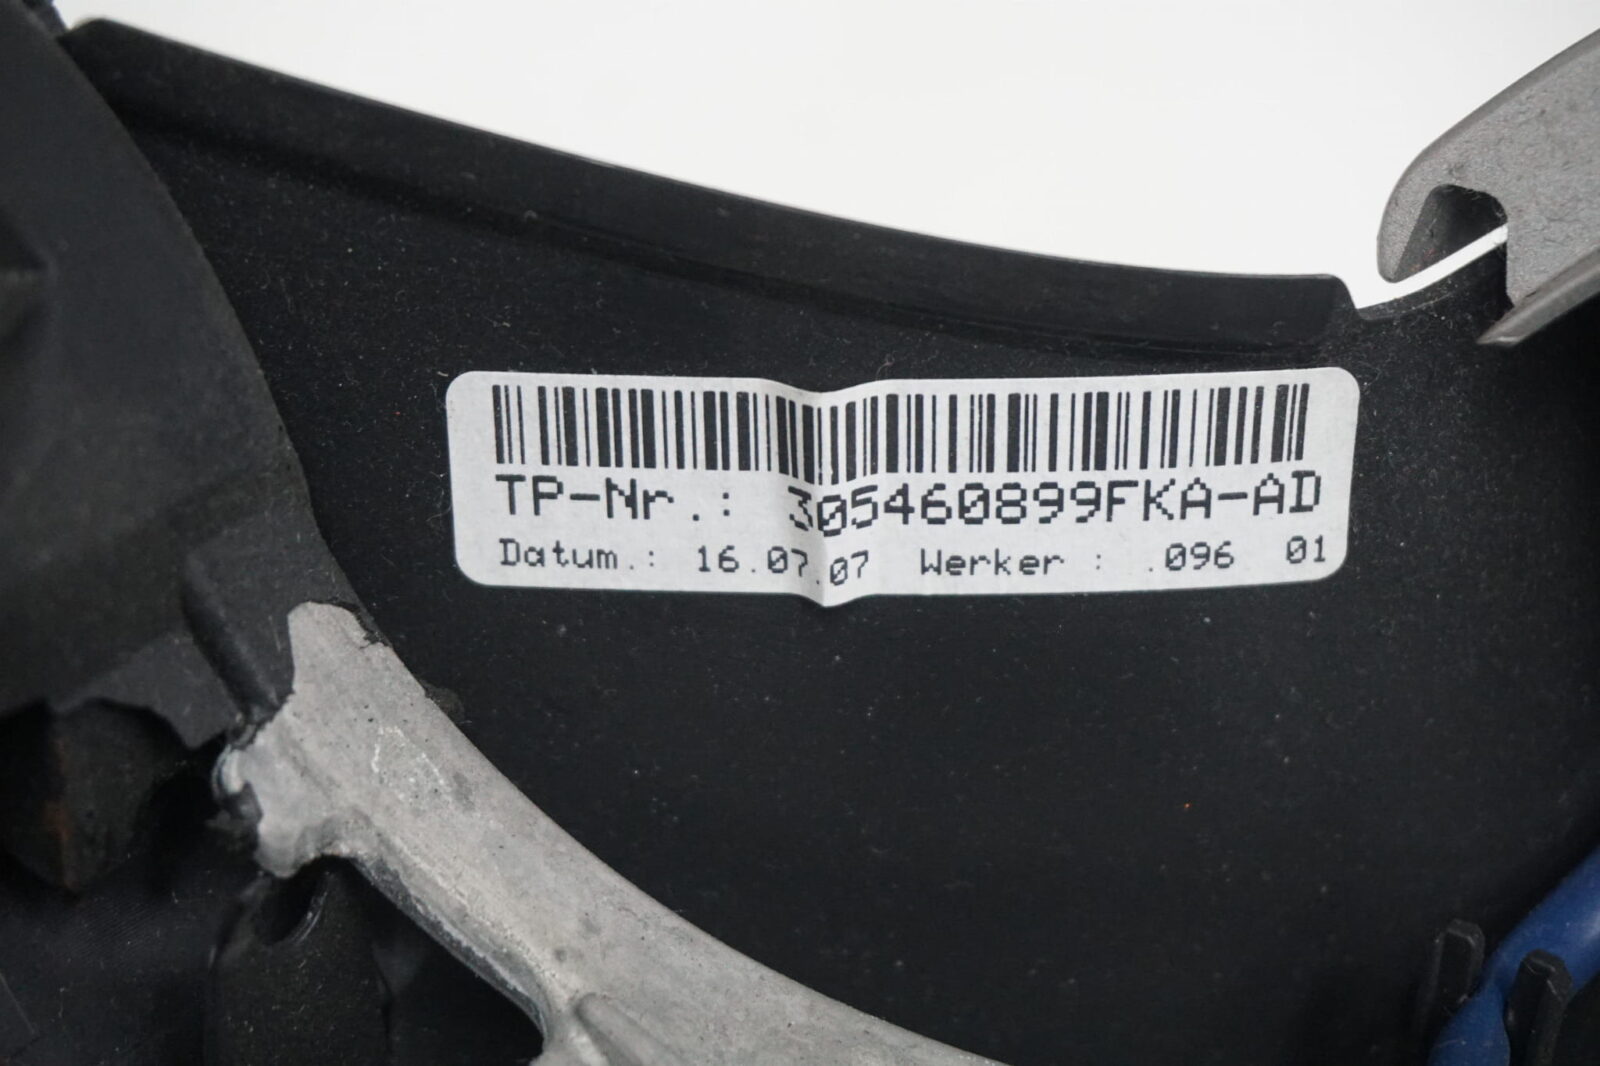 TP-Nr.: 305460899FKA-AD
Datum.: 16.07.07 Werker : .096 01